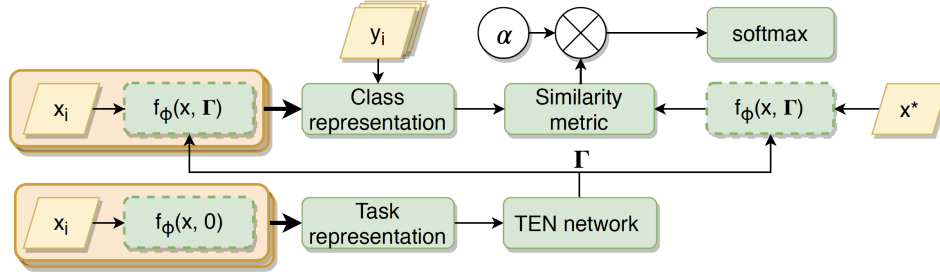 y_i
α
softmax
x_i
f_ϕ(x, Γ)
Class
representation
Similarity
metric
f_ϕ(x, Γ)
x*
Γ
x_i
f_ϕ(x, 0)
Task
representation
TEN network